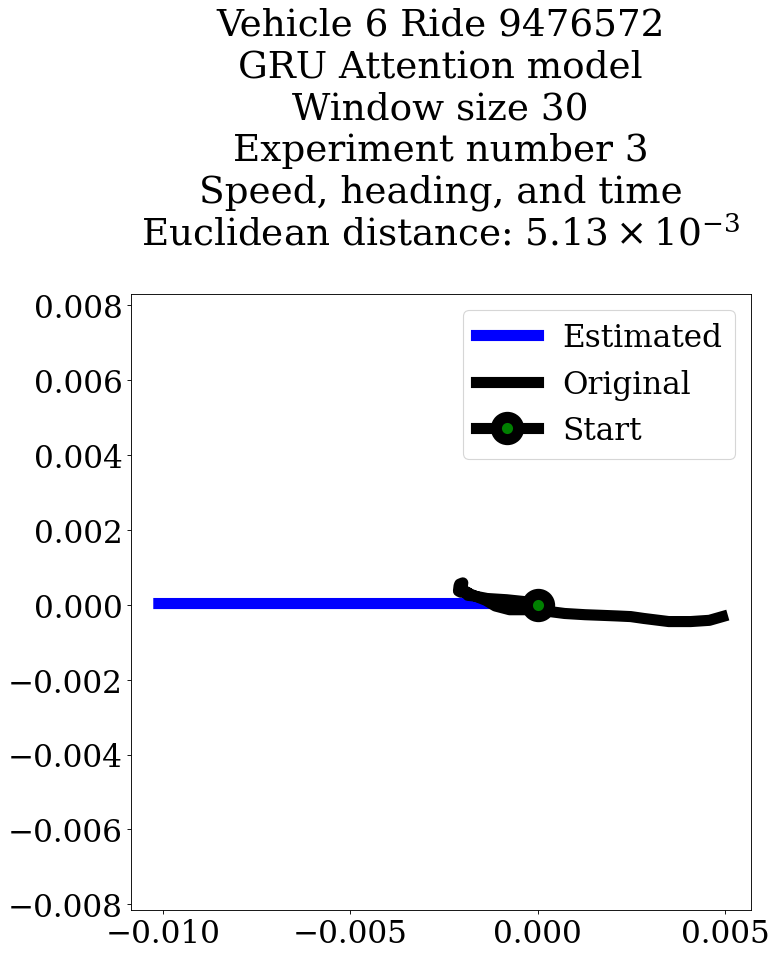 Vehicle 6 Ride 9476572
GRU Attention model
Window size 30
Experiment number 3
Speed, heading, and time
Euclidean distance: 5.13 × 10⁻³
0.008
0.006
0.004
0.002
0.000
−0.002
−0.004
−0.006
−0.008
Estimated
Original
Start
−0.010 −0.005 0.000 0.005